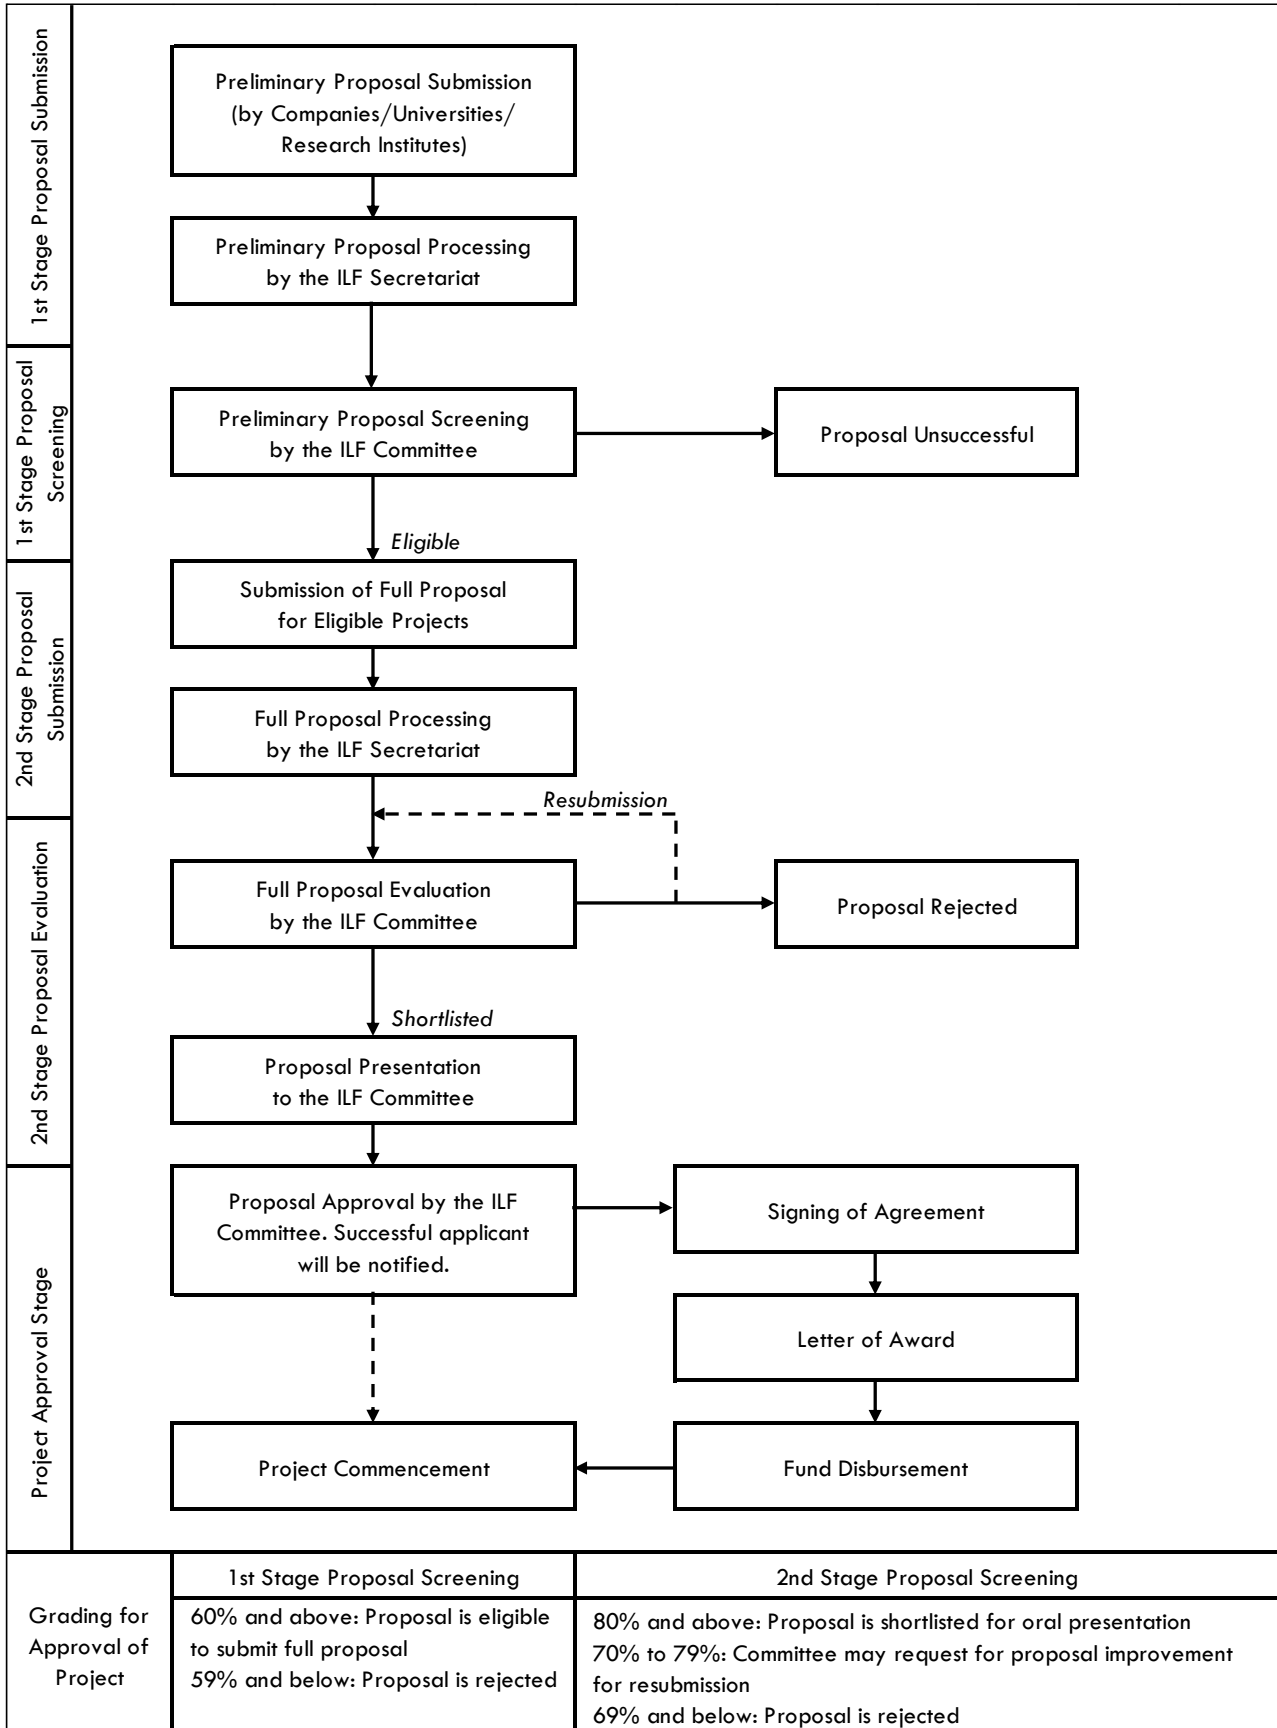 1st Stage Proposal Submission
Preliminary Proposal Submission
(by Companies/Universities/
Research Institutes)
Preliminary Proposal Processing
by the ILF Secretariat
1st Stage Proposal
Screening
Preliminary Proposal Screening
by the ILF Committee
Proposal Unsuccessful
Eligible
2nd Stage Proposal
Submission
Submission of Full Proposal
for Eligible Projects
Full Proposal Processing
by the ILF Secretariat
Resubmission
2nd Stage Proposal Evaluation
Full Proposal Evaluation
by the ILF Committee
Proposal Rejected
Shortlisted
Proposal Presentation
to the ILF Committee
Project Approval Stage
Proposal Approval by the ILF
Committee. Successful applicant
will be notified.
Signing of Agreement
Letter of Award
Project Commencement
Fund Disbursement
Grading for
Approval of
Project
1st Stage Proposal Screening
60% and above: Proposal is eligible
to submit full proposal
59% and below: Proposal is rejected
2nd Stage Proposal Screening
80% and above: Proposal is shortlisted for oral presentation
70% to 79%: Committee may request for proposal improvement
for resubmission
69% and below: Proposal is rejected